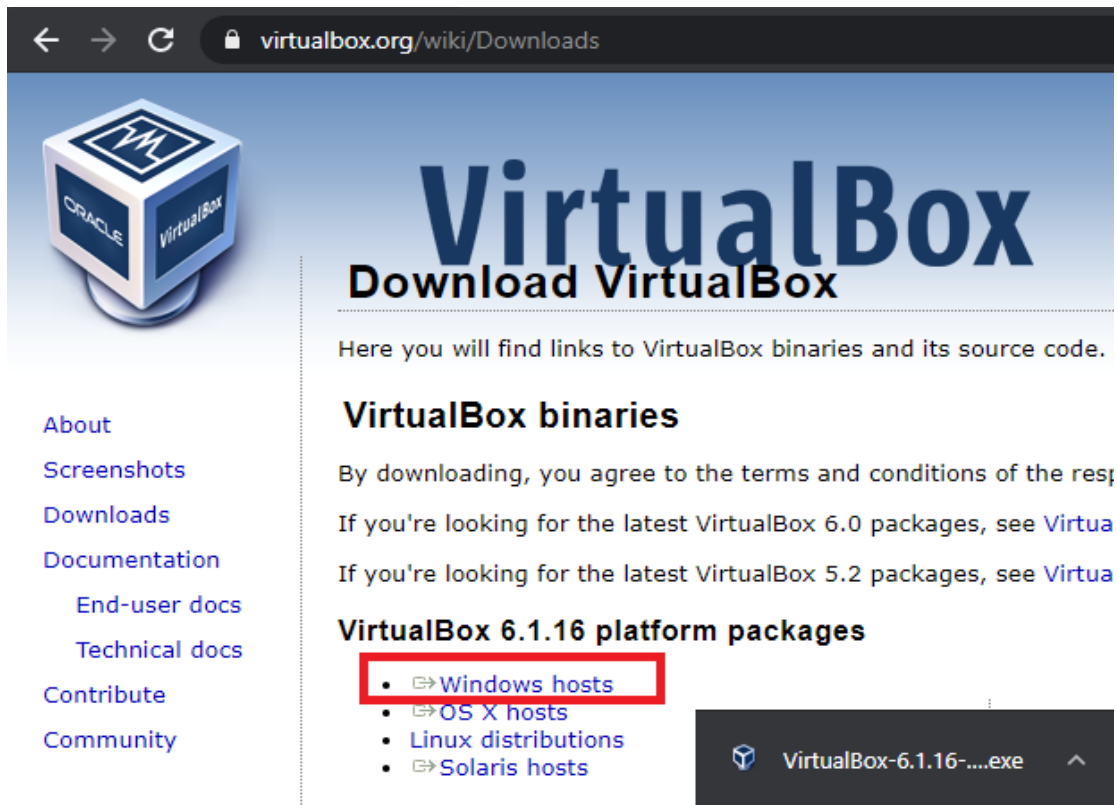 virtualbox.org/wiki/Downloads
ORACLE
VirtualBox
VirtualBox
Download VirtualBox
Here you will find links to VirtualBox binaries and its source code.
About
Screenshots
Downloads
Documentation
End-user docs
Technical docs
Contribute
Community
VirtualBox binaries
By downloading, you agree to the terms and conditions of the
If you're looking for the latest VirtualBox 6.0 packages, see
If you're looking for the latest VirtualBox 5.2 packages, see
VirtualBox 6.1.16 platform packages
Windows hosts
OS X hosts
Linux distributions
Solaris hosts
VirtualBox-6.1.16-....exe